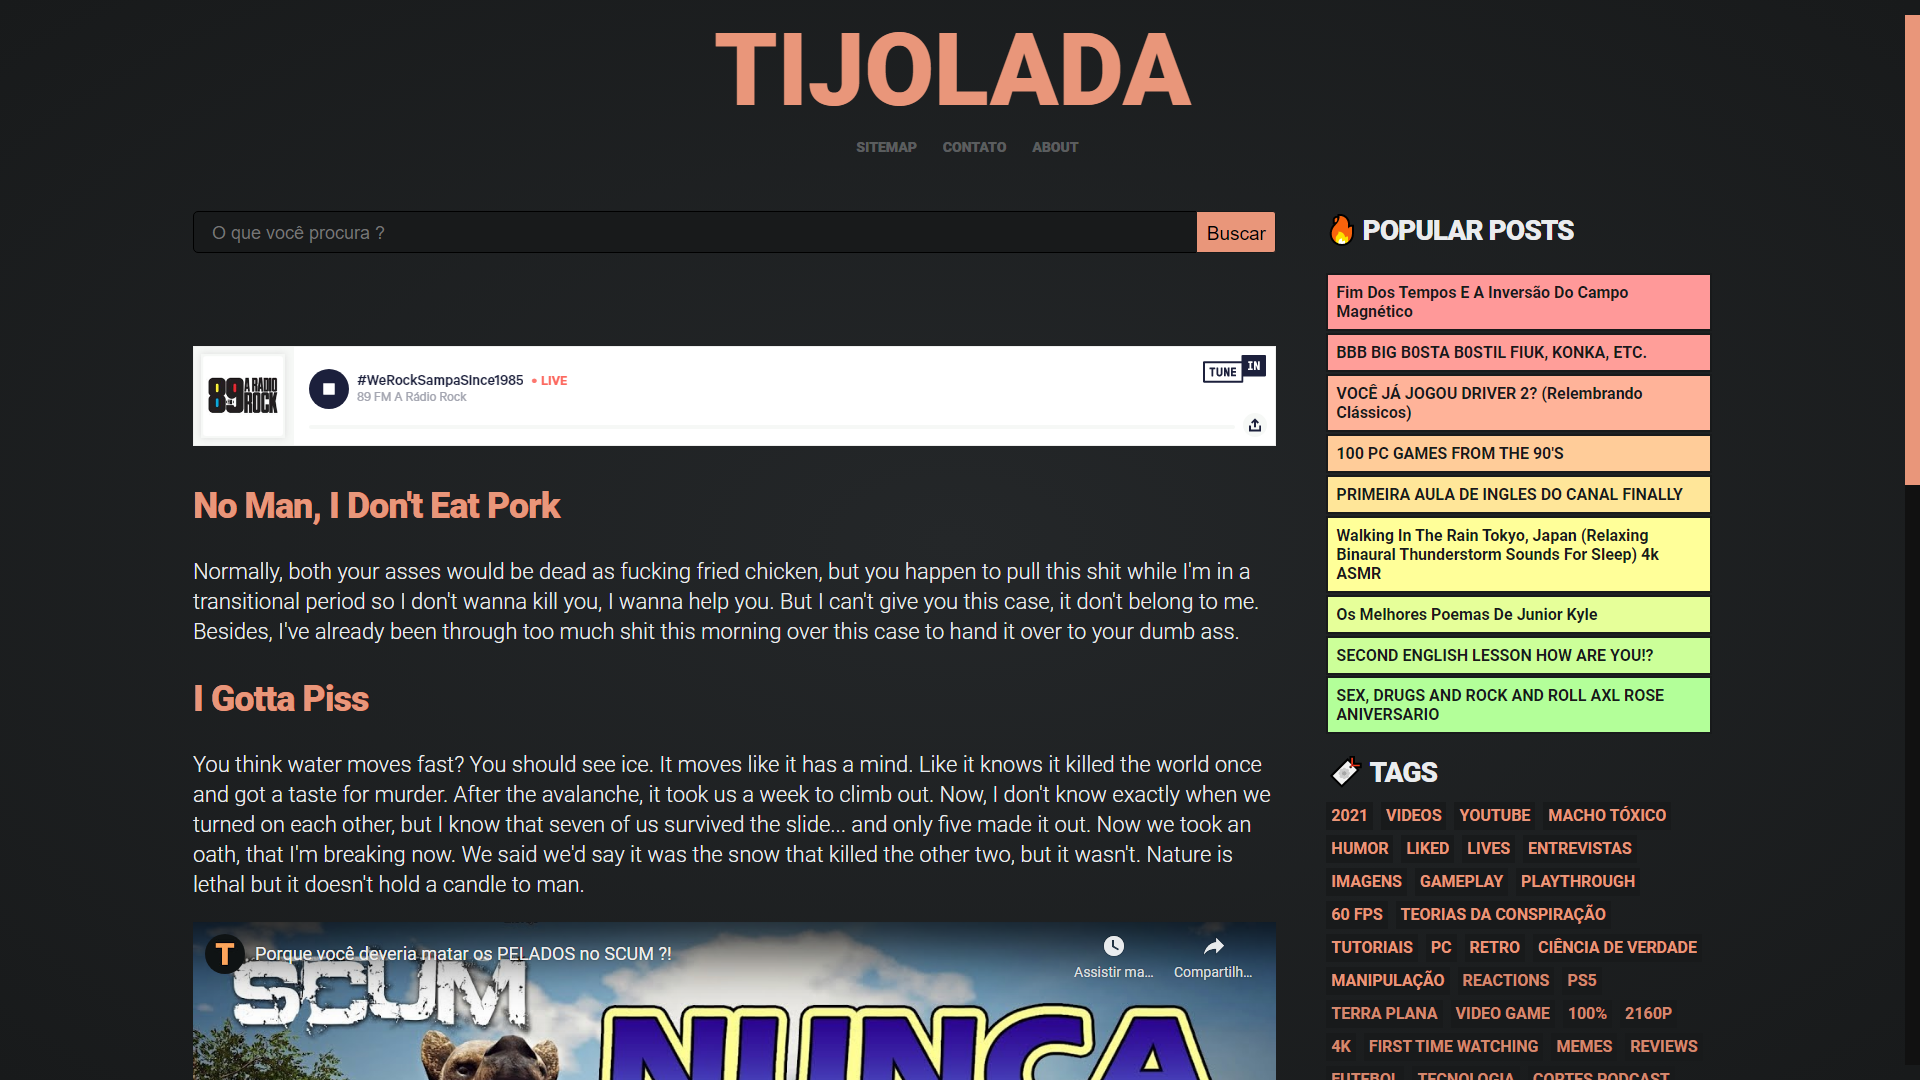 TIJOLADA
SITEMAP CONTATO ABOUT
O que você procura ?
Buscar
89 A RÁDIO ROCK
#WeRockSampaSInce1985 • LIVE
89 FM A Rádio Rock
TUNE IN
No Man, I Don't Eat Pork
Normally, both your asses would be dead as fucking fried chicken, but you happen to pull this shit while I'm in a
transitional period so I don't wanna kill you, I wanna help you. But I can't give you this case, it don't belong to me.
Besides, I've already been through too much shit this morning over this case to hand it over to your dumb ass.
I Gotta Piss
You think water moves fast? You should see ice. It moves like it has a mind. Like it knows it killed the world once
and got a taste for murder. After the avalanche, it took us a week to climb out. Now, I don't know exactly when we
turned on each other, but I know that seven of us survived the slide... and only five made it out. Now we took an
oath, that I'm breaking now. We said we'd say it was the snow that killed the other two, but it wasn't. Nature is
lethal but it doesn't hold a candle to man.
T
Porque você deveria matar os PELADOS no SCUM ?!
Assistir ma...
Compartilh...
SCUM
NUNCA
POPULAR POSTS
Fim Dos Tempos E A Inversão Do Campo
Magnético
BBB BIG B0STA B0STIL FIUK, KONKA, ETC.
VOCÊ JÁ JOGOU DRIVER 2? (Relembrando
Clássicos)
100 PC GAMES FROM THE 90'S
PRIMEIRA AULA DE INGLES DO CANAL FINALLY
Walking In The Rain Tokyo, Japan (Relaxing
Binaural Thunderstorm Sounds For Sleep) 4k
ASMR
Os Melhores Poemas De Junior Kyle
SECOND ENGLISH LESSON HOW ARE YOU!?
SEX, DRUGS AND ROCK AND ROLL AXL ROSE
ANIVERSARIO
TAGS
2021 VIDEOS YOUTUBE MACHO TÓXICO
HUMOR LIKED LIVES ENTREVISTAS
IMAGENS GAMEPLAY PLAYTHROUGH
60 FPS TEORIAS DA CONSPIRAÇÃO
TUTORIAIS PC RETRO CIÊNCIA DE VERDADE
MANIPULAÇÃO REACTIONS PS5
TERRA PLANA VIDEO GAME 100% 2160P
4K FIRST TIME WATCHING MEMES REVIEWS
FUTEBOL TECNOLOGIA CORTES PODCAST